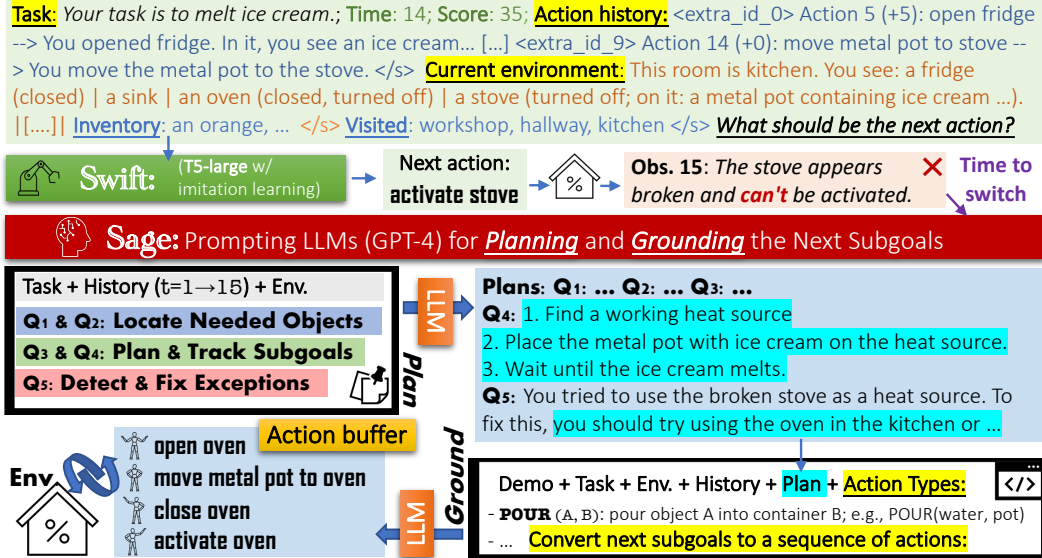 Task: Your task is to melt ice cream.; Time: 14; Score: 35; Action history: <extra_id_0> Action 5 (+5): open fridge
--> You opened fridge. In it, you see an ice cream... [...] <extra_id_9> Action 14 (+0): move metal pot to stove --
> You move the metal pot to the stove. </s> Current environment: This room is kitchen. You see: a fridge
(closed) | a sink | an oven (closed, turned off) | a stove (turned off; on it: a metal pot containing ice cream ...).
|[....]| Inventory: an orange, ... </s> Visited: workshop, hallway, kitchen </s> What should be the next action?
Swift: (T5-large w/
imitation learning)
Next action:
activate stove
%
Obs. 15: The stove appears
broken and can't be activated.
Time to
switch
Sage: Prompting LLMs (GPT-4) for Planning and Grounding the Next Subgoals
Task + History (t=1→15) + Env.
Q1 & Q2: Locate Needed Objects
Q3 & Q4: Plan & Track Subgoals
Q5: Detect & Fix Exceptions
Plan
LLM
Plans: Q1: ... Q2: ... Q3: ...
Q4: 1. Find a working heat source
2. Place the metal pot with ice cream on the heat source.
3. Wait until the ice cream melts.
Q5: You tried to use the broken stove as a heat source. To
fix this, you should try using the oven in the kitchen or ...
Demo + Task + Env. + History + Plan + Action Types:
</>
- POUR (A, B): pour object A into container B; e.g., POUR(water, pot)
- ... Convert next subgoals to a sequence of actions:
Ground
LLM
Action buffer
open oven
move metal pot to oven
close oven
activate oven
Env.
%